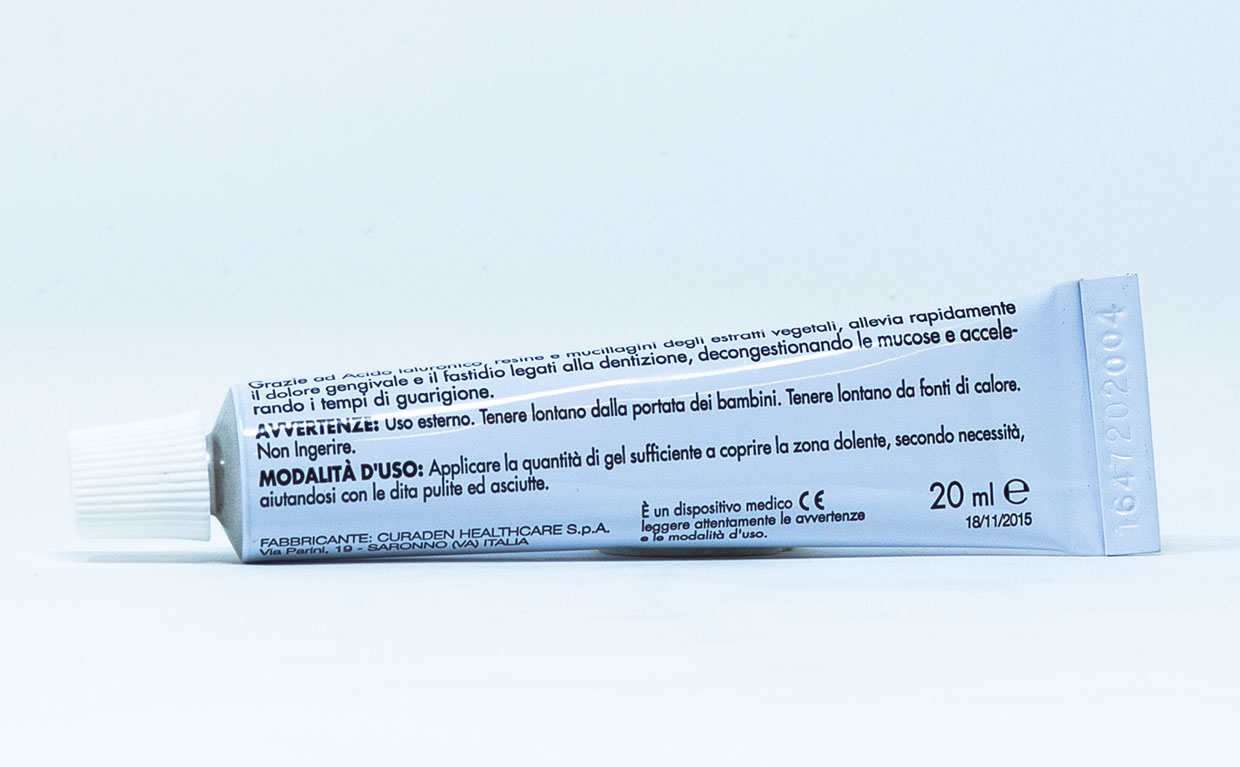 Grazie ad Acido Ialuronico, resine e mucillagini degli estratti vegetali, allevia rapidamente
il dolore gengivale e il fastidio legati alla dentizione, decongestionando le mucose e accele-
rando i tempi di guarigione.
AVVERTENZE: Uso esterno. Tenere lontano dalla portata dei bambini. Tenere lontano da fonti di calore.
Non Ingerire.
MODALITÀ D'USO: Applicare la quantità di gel sufficiente a coprire la zona dolente, secondo necessità,
aiutandosi con le dita pulite ed asciutte.
FABBRICANTE: CURADEN HEALTHCARE S.p.A.
Via Parini, 19 - SARONNO (VA) ITALIA
È un dispositivo medico CE
leggere attentamente le avvertenze
e le modalità d'uso.
20 ml e
18/11/2015
1647202004